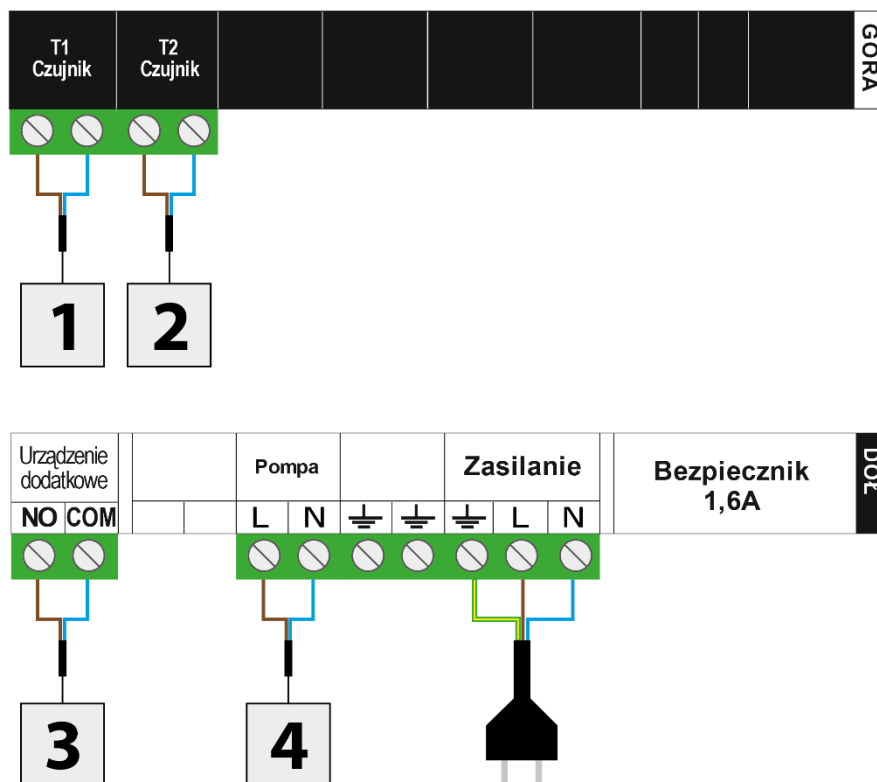 T1
Czujnik
T2
Czujnik
GÓRA
1
2
Urządzenie
dodatkowe
NO COM
Pompa
L N
Zasilanie
L N
Bezpiecznik
1,6A
DÓŁ
3
4